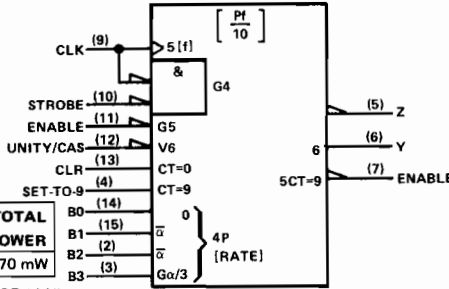 [Pf/10]
CLK (9) 5[f]
& G4
STROBE (10)
ENABLE (11) G5
UNITY/CAS (12) V6
CLR (13) CT=0
SET-TO-9 (4) CT=9
B0 (14) 0
B1 (15) α̅
B2 (2) α̅
B3 (3) Gα/3
4P
[RATE]
(5) Z
6 (6) Y
5CT=9 (7) ENABLE
TOTAL
POWER
70 mW